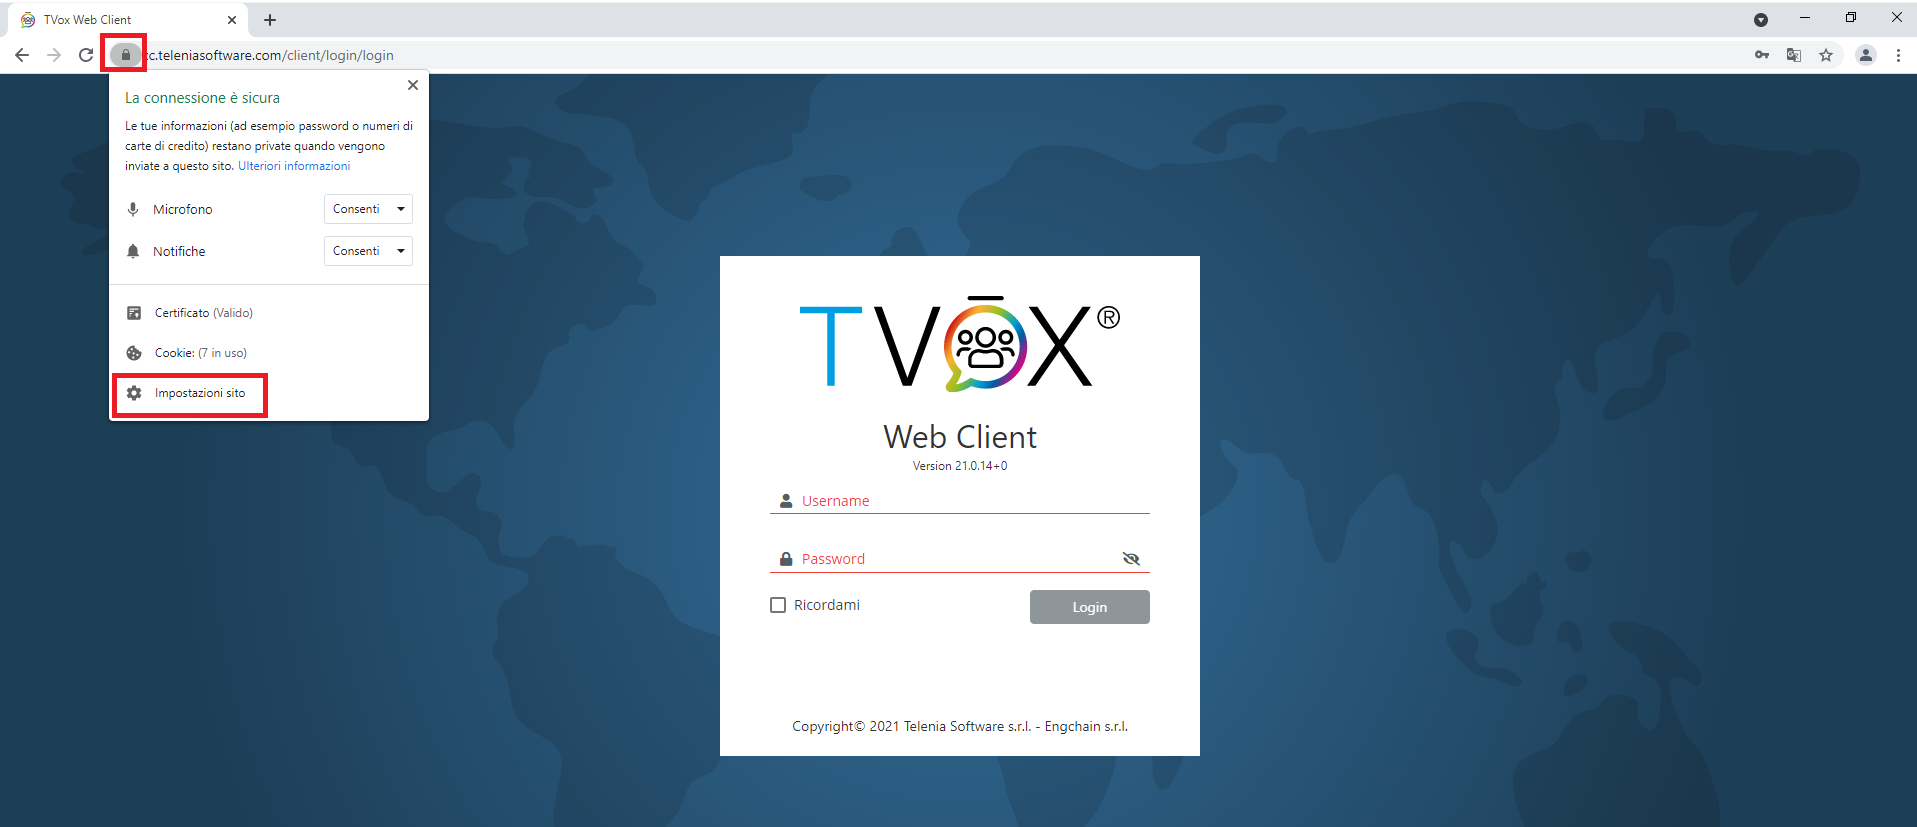 TVox Web Client
c.teleniasoftware.com/client/login/login
La connessione è sicura
Le tue informazioni (ad esempio password o numeri di
carte di credito) restano private quando vengono
inviate a questo sito. Ulteriori informazioni
Microfono Consenti
Notifiche Consenti
Certificato (Valido)
Cookie: (7 in uso)
Impostazioni sito
TVOX®
Web Client
Version 21.0.14+0
Username
Password
Ricordami
Login
Copyright© 2021 Telenia Software s.r.l. - Engchain s.r.l.